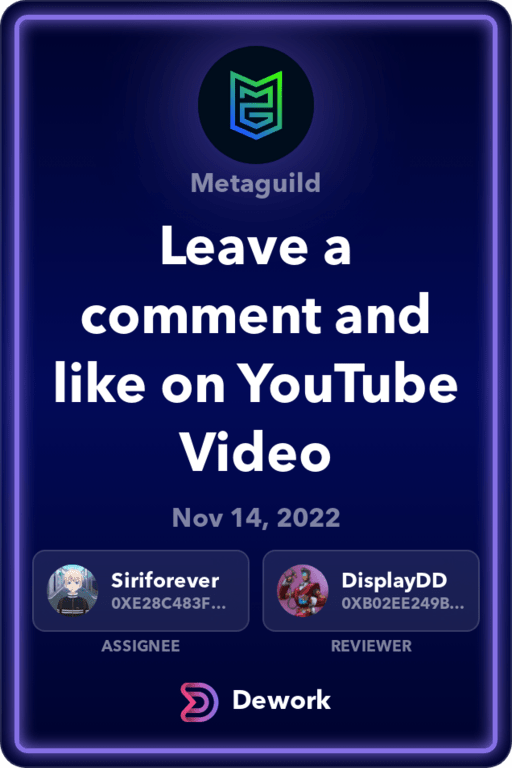 Metaguild
Leave a
comment and
like on YouTube
Video
Nov 14, 2022
Siriforever
0XE28C483F...
DisplayDD
0XB02EE249B...
ASSIGNEE
REVIEWER
Dework